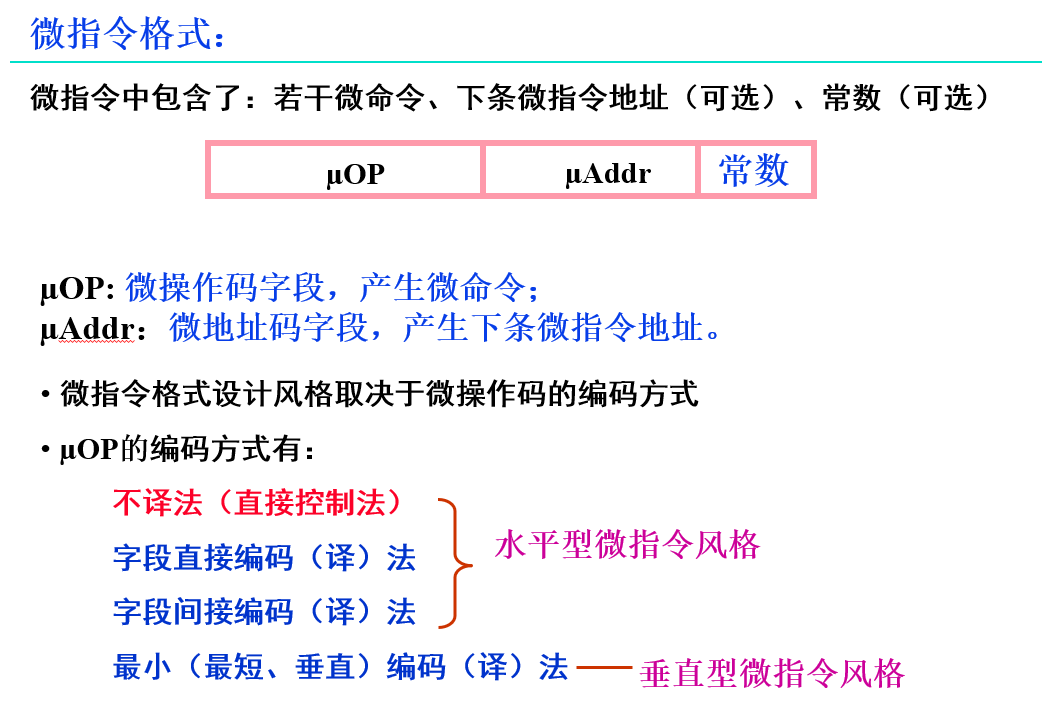 微指令格式：
微指令中包含了：若干微命令、下条微指令地址（可选）、常数（可选）
μOP μAddr 常数
μOP: 微操作码字段，产生微命令；
μAddr：微地址码字段，产生下条微指令地址。
• 微指令格式设计风格取决于微操作码的编码方式
• μOP的编码方式有：
不译法（直接控制法）
字段直接编码（译）法
水平型微指令风格
字段间接编码（译）法
最小（最短、垂直）编码（译）法
垂直型微指令风格